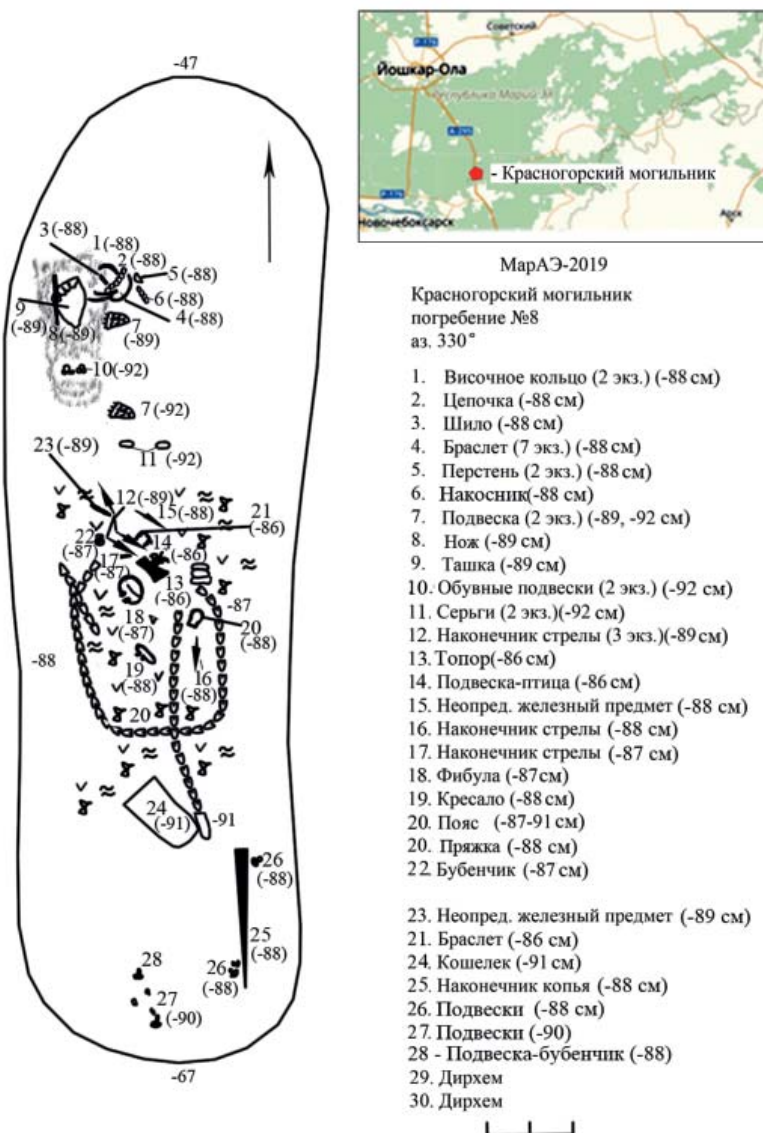 -47
Советский
Р-176
Йошкар-Ола
Республика Марий Эл
А-295
- Красногорский могильник
Р-176
Новочебоксарск
Арск
МарАЭ-2019
Красногорский могильник
погребение №8
аз. 330°
1. Височное кольцо (2 экз.) (-88 см)
2. Цепочка (-88 см)
3. Шило (-88 см)
4. Браслет (7 экз.) (-88 см)
5. Перстень (2 экз.) (-88 см)
6. Накосник(-88 см)
7. Подвеска (2 экз.) -89, -92 см)
8. Нож (-89 см)
9. Ташка (-89 см)
10. Обувные подвески (2 экз.) (-92 см)
11. Серьги (2 экз.)(-92 см)
12. Наконечник стрелы (3 экз.)(-89см)
13. Топор(-86 см)
14. Подвеска-птица (-86 см)
15. Неопред. железный предмет (-88 см)
16. Наконечник стрелы (-88 см)
17. Наконечник стрелы (-87 см)
18. Фибула (-87см)
19. Кресало (-88 см)
20. Пояс (-87-91 см)
20. Пряжка (-88 см)
22. Бубенчик (-87 см)
23. Неопред. железный предмет (-89 см)
21. Браслет (-86 см)
24. Кошелек (-91 см)
25. Наконечник копья (-88 см)
26. Подвески (-88 см)
27. Подвески (-90)
28 - Подвеска-бубенчик (-88)
29. Дирхем
30. Дирхем
3 (-88)
1 (-88)
2 (-88)
5 (-88)
6 (-88)
4 (-88)
9
(-89)
8(-89)
7
(-89)
10(-92)
7 (-92)
23 (-89)
11 (-92)
12(-89)
15(-88)
21
(-86)
22
(-87)
14
(-86)
17
(-87)
13
(-86)
-87
18
(-87)
20
(-88)
-88
19
(-88)
16
(-88)
20
24
(-91)
-91
26
(-88)
25
(-88)
28
26
(-88)
27
(-90)
-67